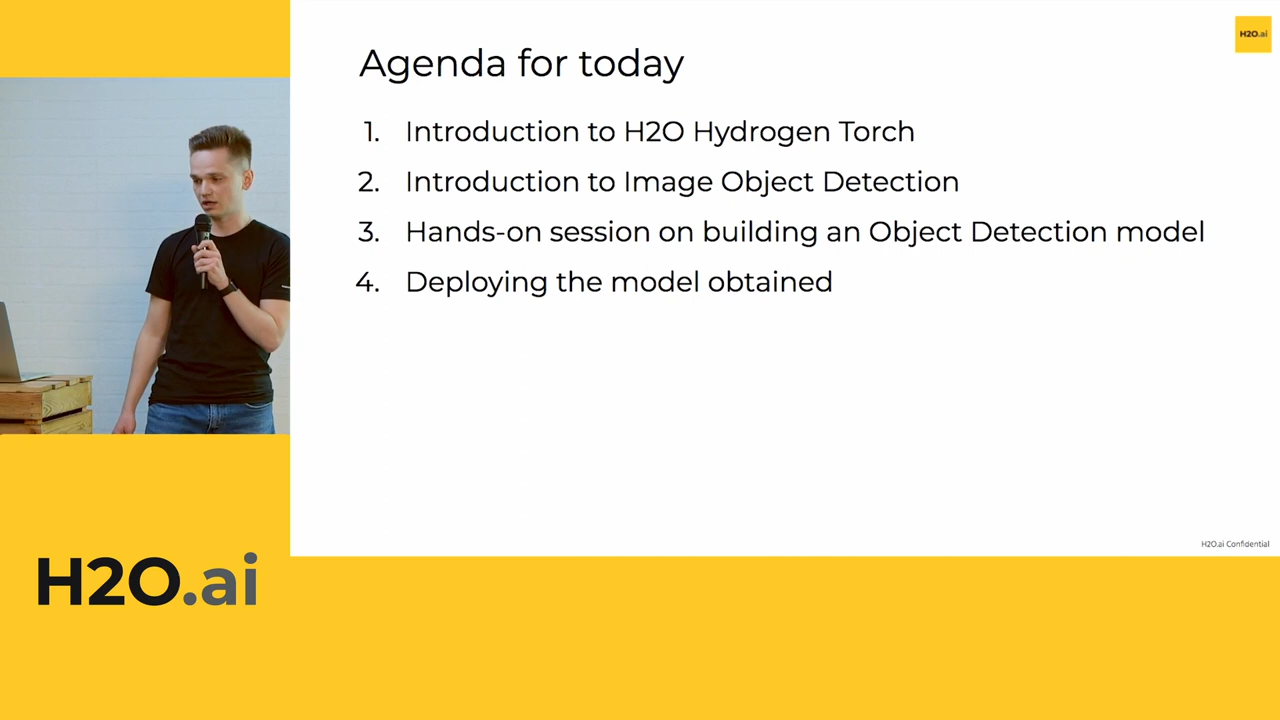 Agenda for today
H2O.ai
1. Introduction to H2O Hydrogen Torch
2. Introduction to Image Object Detection
3. Hands-on session on building an Object Detection model
4. Deploying the model obtained
H2O.ai Confidential
H2O.ai